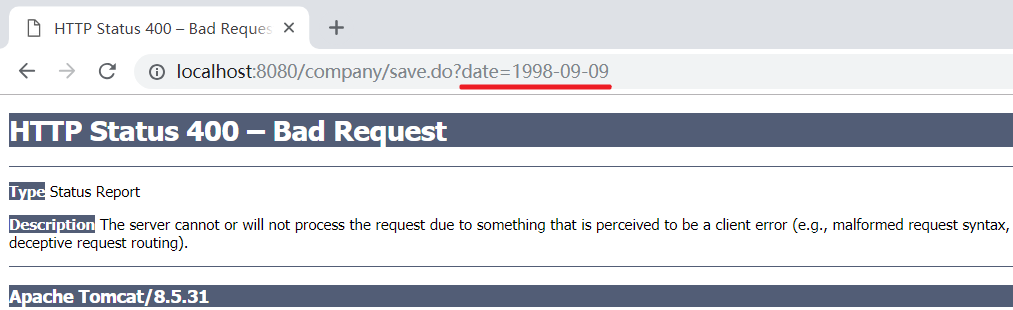 HTTP Status 400 – Bad Reques
localhost:8080/company/save.do?date=1998-09-09
HTTP Status 400 – Bad Request
Type Status Report
Description The server cannot or will not process the request due to something that is perceived to be a client error (e.g., malformed request syntax,
deceptive request routing).
Apache Tomcat/8.5.31